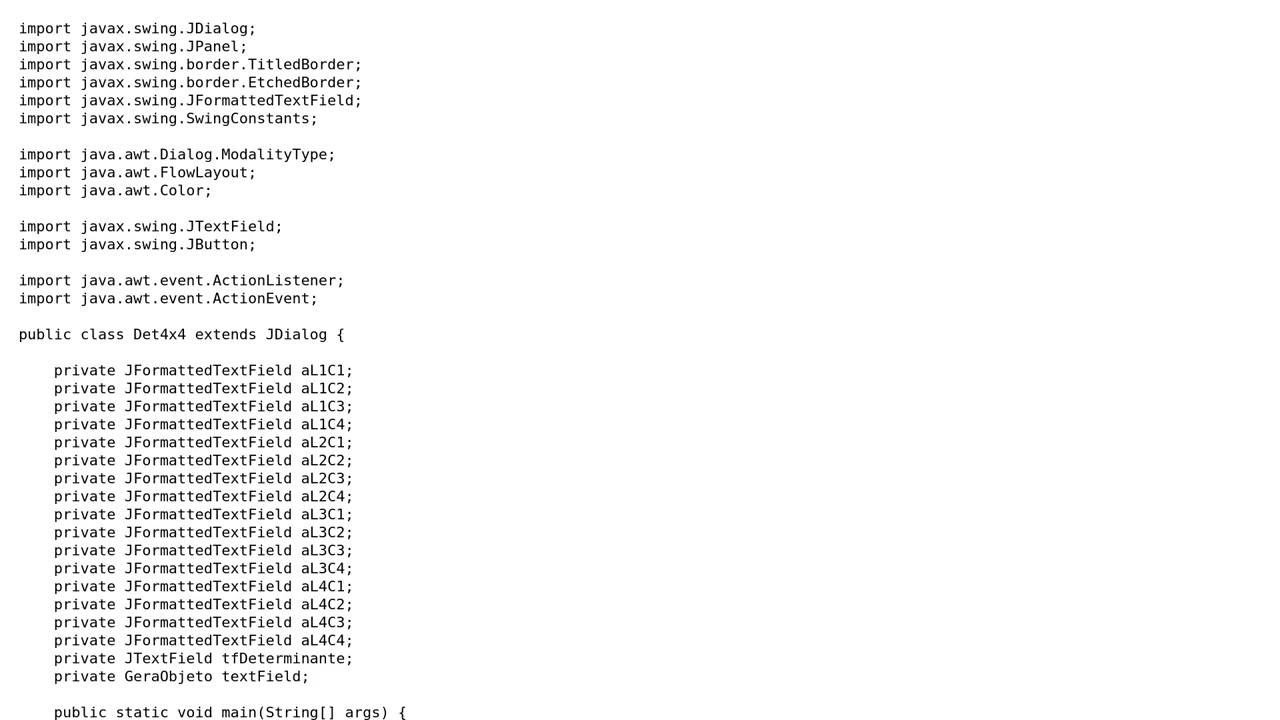 import javax.swing.JDialog;
import javax.swing.JPanel;
import javax.swing.border.TitledBorder;
import javax.swing.border.EtchedBorder;
import javax.swing.JFormattedTextField;
import javax.swing.SwingConstants;

import java.awt.Dialog.ModalityType;
import java.awt.FlowLayout;
import java.awt.Color;

import javax.swing.JTextField;
import javax.swing.JButton;

import java.awt.event.ActionListener;
import java.awt.event.ActionEvent;

public class Det4x4 extends JDialog {

    private JFormattedTextField aL1C1;
    private JFormattedTextField aL1C2;
    private JFormattedTextField aL1C3;
    private JFormattedTextField aL1C4;
    private JFormattedTextField aL2C1;
    private JFormattedTextField aL2C2;
    private JFormattedTextField aL2C3;
    private JFormattedTextField aL2C4;
    private JFormattedTextField aL3C1;
    private JFormattedTextField aL3C2;
    private JFormattedTextField aL3C3;
    private JFormattedTextField aL3C4;
    private JFormattedTextField aL4C1;
    private JFormattedTextField aL4C2;
    private JFormattedTextField aL4C3;
    private JFormattedTextField aL4C4;
    private JTextField tfDeterminante;
    private GeraObjeto textField;

    public static void main(String[] args) {